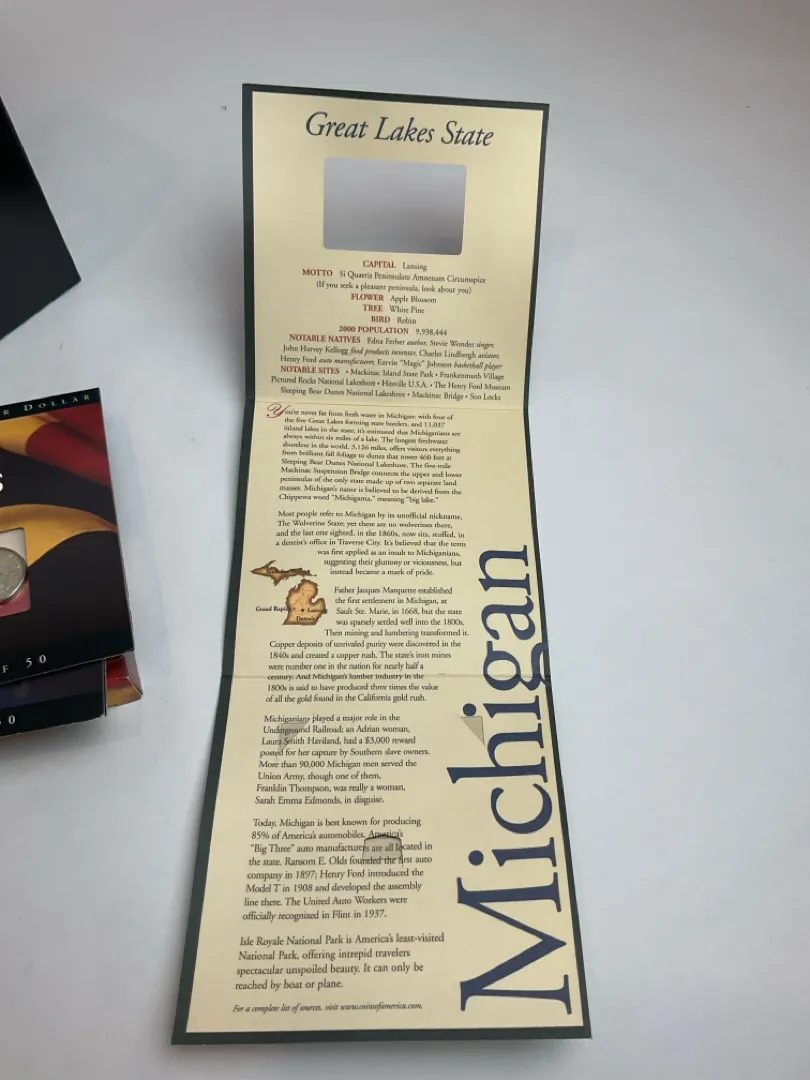 Great Lakes State
CAPITAL Lansing
MOTTO Si Quaeris Peninsulam Amoenam Circumspice
(If you seek a pleasant peninsula, look about you)
FLOWER Apple Blossom
TREE White Pine
BIRD Robin
2000 POPULATION 9,938,444
NOTABLE NATIVES Edna Ferber author, Stevie Wonder singer,
John Harvey Kellogg food products inventor, Charles Lindbergh aviator,
Henry Ford auto manufacturer, Earvin "Magic" Johnson basketball player
NOTABLE SITES • Mackinac Island State Park • Frankenmuth Village
Pictured Rocks National Lakeshore • Hitsville U.S.A. • The Henry Ford Museum
Sleeping Bear Dunes National Lakeshore • Mackinac Bridge • Soo Locks
You're never far from fresh water in Michigan: with four of
the five Great Lakes forming state borders, and 11,037
inland lakes in the state, it's estimated that Michiganians are
always within six miles of a lake. The longest freshwater
shoreline in the world, 3,126 miles, offers visitors everything
from brilliant fall foliage to dunes that tower 460 feet at
Sleeping Bear Dunes National Lakeshore. The five-mile
Mackinac Suspension Bridge connects the upper and lower
peninsulas of the only state made up of two separate land
masses. Michigan's name is believed to be derived from the
Chippewa word "Michigama," meaning "big lake."
Most people refer to Michigan by its unofficial nickname,
The Wolverine State; yet there are no wolverines there,
and the last one sighted, in the 1860s, now sits, stuffed, in
a dentist's office in Traverse City. It's believed that the term
was first applied as an insult to Michiganians,
suggesting their gluttony or viciousness, but
instead became a mark of pride.
Father Jacques Marquette established
the first settlement in Michigan, at
Sault Ste. Marie, in 1668, but the state
was sparsely settled well into the 1800s.
Then mining and lumbering transformed it.
Grand Rapids
Lansing
Detroit
Copper deposits of unrivaled purity were discovered in the
1840s and created a copper rush. The state's iron mines
were number one in the nation for nearly half a
century. And Michigan's lumber industry in the
1800s is said to have produced three times the value
of all the gold found in the California gold rush.
Michiganians played a major role in the
Underground Railroad; an Adrian woman,
Laura Smith Haviland, had a $3,000 reward
posted for her capture by Southern slave owners.
More than 90,000 Michigan men served the
Union Army, though one of them,
Franklin Thompson, was really a woman,
Sarah Emma Edmonds, in disguise.
Today, Michigan is best known for producing
85% of America's automobiles. America's
"Big Three" auto manufacturers are all located in
the state. Ransom E. Olds founded the first auto
company in 1897; Henry Ford introduced the
Model T in 1908 and developed the assembly
line there. The United Auto Workers were
officially recognized in Flint in 1937.
Isle Royale National Park is America's least-visited
National Park, offering intrepid travelers
spectacular unspoiled beauty. It can only be
reached by boat or plane.
For a complete list of sources, visit www.coinsofamerica.com.
Michigan
R DOLLAR
S
F 50
50